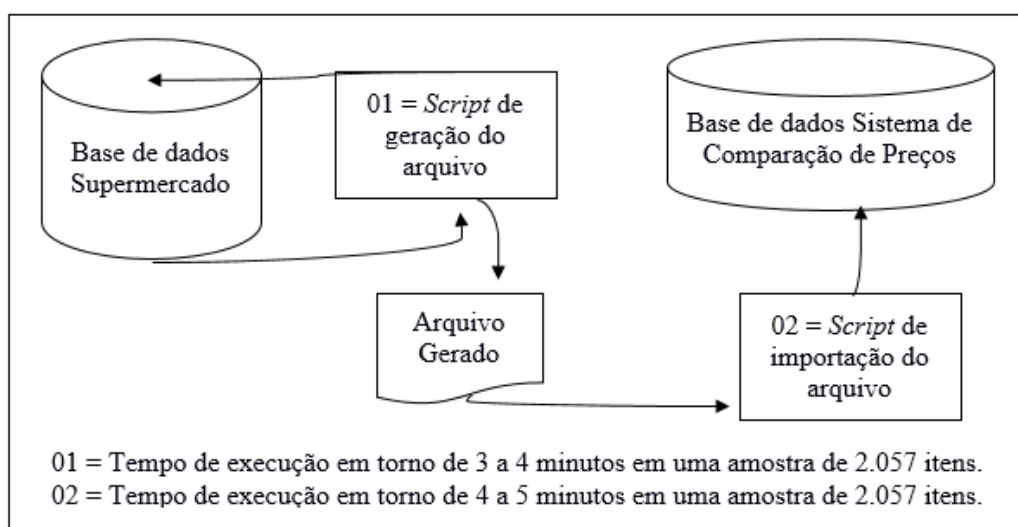 Base de dados
Supermercado
01 = Script de
geração do
arquivo
Base de dados Sistema de
Comparação de Preços
Arquivo
Gerado
02 = Script de
importação do
arquivo
01 = Tempo de execução em torno de 3 a 4 minutos em uma amostra de 2.057 itens.
02 = Tempo de execução em torno de 4 a 5 minutos em uma amostra de 2.057 itens.